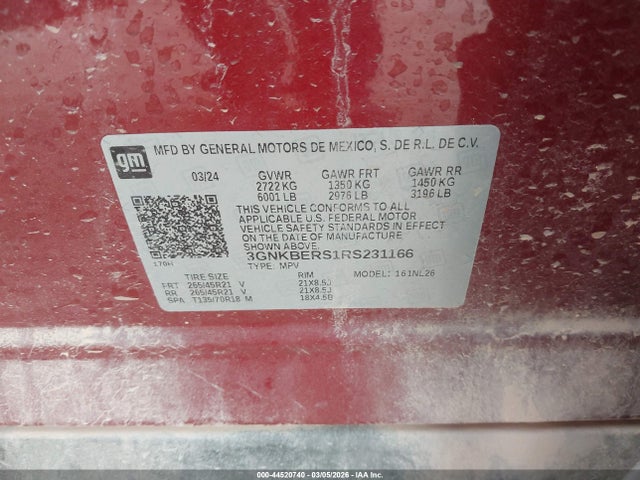 gm
MFD BY GENERAL MOTORS DE MEXICO, S. DE R.L. DE C.V.
03/24 GVWR GAWR FRT GAWR RR
2722 KG 1350 KG 1450 KG
6001 LB 2976 LB 3196 LB
THIS VEHICLE CONFORMS TO ALL
APPLICABLE U.S. FEDERAL MOTOR
VEHICLE SAFETY STANDARDS IN EFFECT
ON THE DATE OF MANUFACTURE
SHOWN ABOVE.
3GNKBERS1RS231166
170H TYPE: MPV MODEL: 161NL26
TIRE SIZE RIM
FRT 265/45R21 V 21X8.5J
RR 265/45R21 V 21X8.5J
SPA T135/70R18 M 18X4.5B
000-44520740 - 03/05/2026 - IAA Inc.